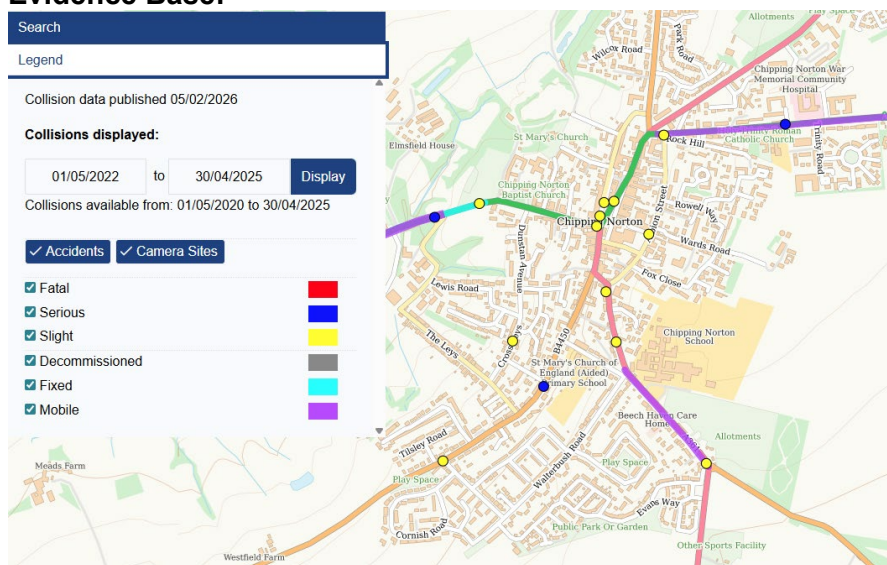 Evidence Base:
Search
Legend
Collision data published 05/02/2026
Collisions displayed:
01/05/2022 to 30/04/2025 Display
Collisions available from: 01/05/2020 to 30/04/2025
✓ Accidents ✓ Camera Sites
Fatal
Serious
Slight
Decommissioned
Fixed
Mobile
Allotments
Play Space
Wilcox Road
Park Road
Chipping Norton War
Memorial Community
Hospital
Elmsfield House
St Mary's Church
Rock Hill
Trinity Roman
Catholic Church
Trinity Road
Chipping Norton
Baptist Church
Rowell Way
Chipping Norton
Dunstan Avenue
Wards Road
Fox Close
Lewis Road
The Leys
B4450
Chipping Norton
School
St Mary's Church of
England (Aided)
Primary School
Beech Haven Care
Home
Allotments
Tilsley Road
Meads Farm
Play Space
Walterbush Road
Play Space
Evans Way
Cornish Road
Public Park Or Garden
Other Sports Facility
Westfield Farm